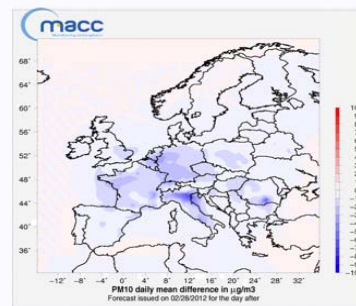 macc
68°
64°
60°
56°
52°
48°
44°
40°
36°
-12° -8° -4° 0° 4° 8° 12° 16° 20° 24° 28° 32°
PM10 daily mean difference in µg/m3
Forecast issued on 02/28/2012 for the day after